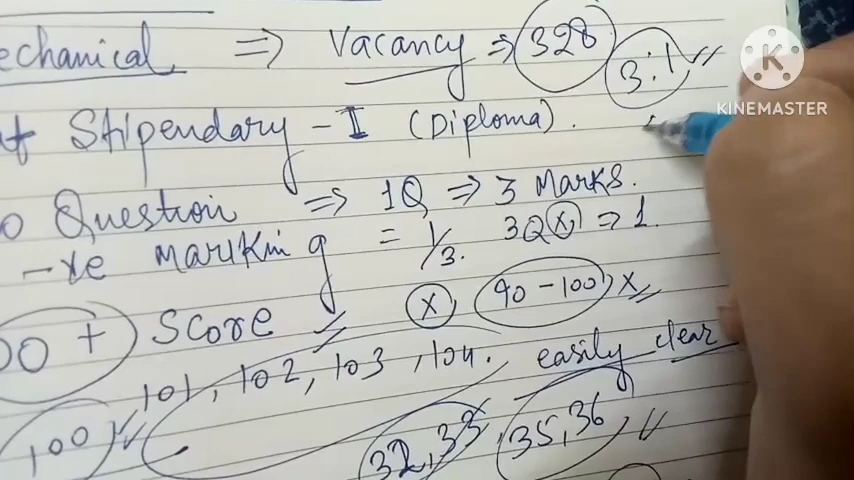 echanical ⇒ Vacancy ⇒ 328 3:1
Stipendary - I (Diploma).
o Question ⇒ 1Q ⇒ 3 Marks.
-ve marking = 1/3. 3Q(x) ⇒ 1.
00 + Score x 90-100, x
100, 101, 102, 103, 104. easily clear
32, 33, 35, 36
KINEMASTER